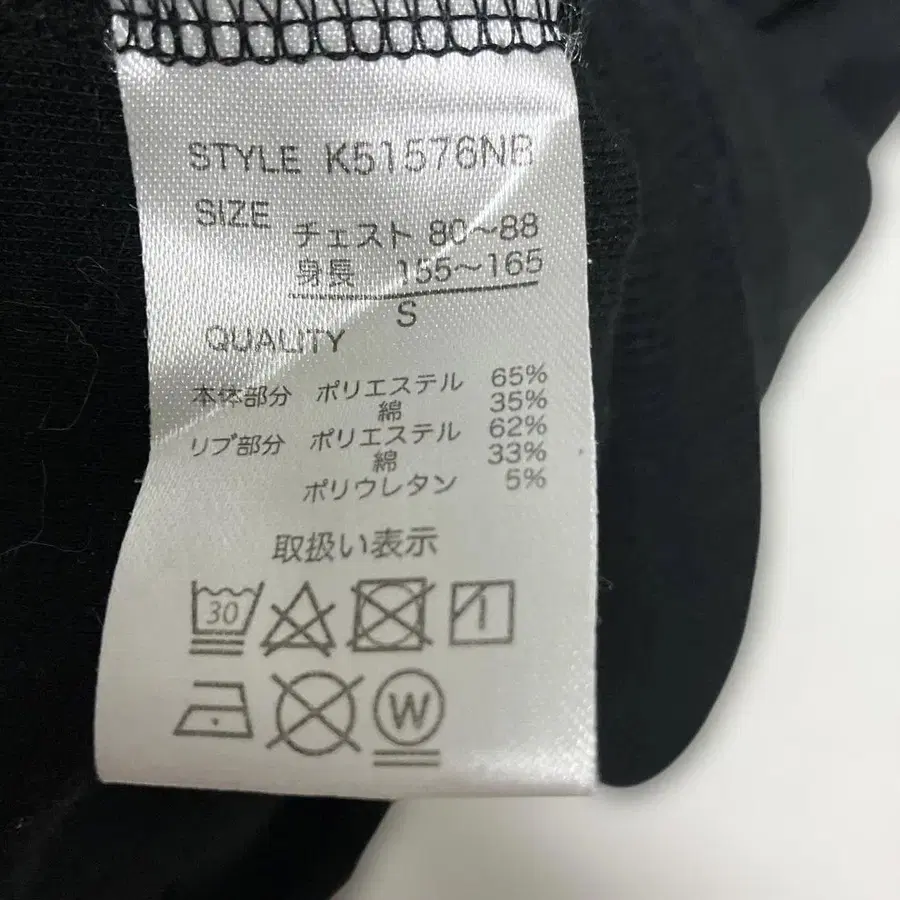 STYLE K51576NB
SIZE
チェスト 80～88
身長 155～165
S
QUALITY
本体部分 ポリエステル 65%
綿 35%
リブ部分 ポリエステル 62%
綿 33%
ポリウレタン 5%
取扱い表示
30
W